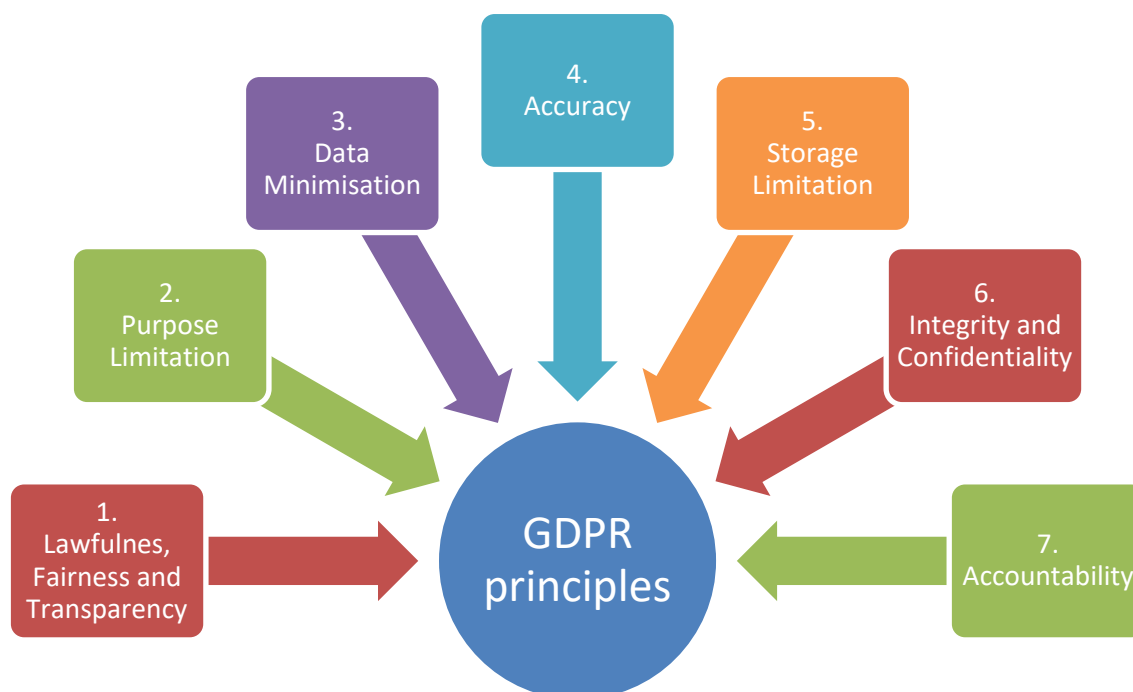 1.
Lawfulnes,
Fairness and
Transparency
2.
Purpose
Limitation
3.
Data
Minimisation
4.
Accuracy
5.
Storage
Limitation
6.
Integrity and
Confidentiality
7.
Accountability
GDPR
principles